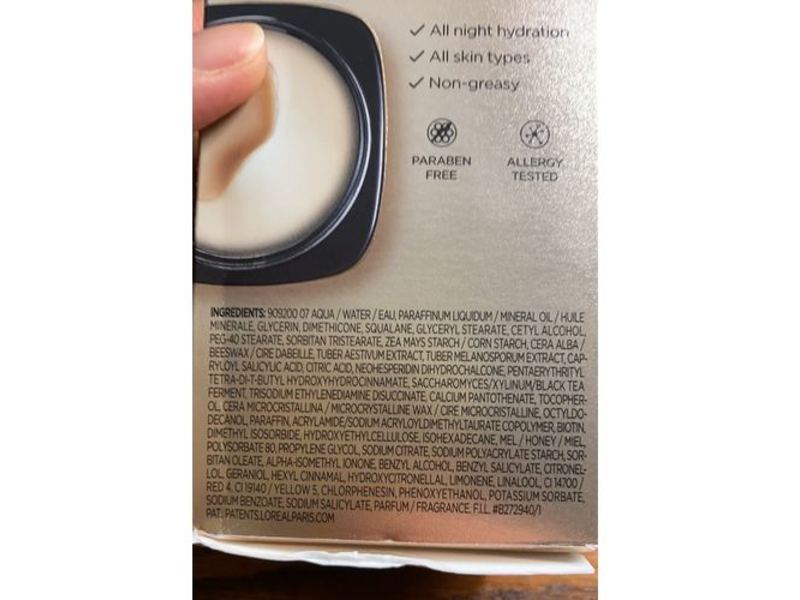 All night hydration
All skin types
Non-greasy
PARABEN
FREE
ALLERGY
TESTED
INGREDIENTS: 909200 07 AQUA / WATER / EAU, PARAFFINUM LIQUIDUM / MINERAL OIL / HUILE
MINERALE, GLYCERIN, DIMETHICONE, SQUALANE, GLYCERYL STEARATE, CETYL ALCOHOL,
PEG-40 STEARATE, SORBITAN TRISTEARATE, ZEA MAYS STARCH / CORN STARCH, CERA ALBA /
BEESWAX / CIRE DABEILLE, TUBER AESTIVUM EXTRACT, TUBER MELANOSPORUM EXTRACT, CAP-
RYLOYL SALICYLIC ACID, CITRIC ACID, NEOHESPERIDIN DIHYDROCHALCONE, PENTAERYTHRITYL
TETRA-DI-T-BUTYL HYDROXYHYDROCINNAMATE, SACCHAROMYCES/XYLINUM/BLACK TEA
FERMENT, TRISODIUM ETHYLENEDIAMINE DISUCCINATE, CALCIUM PANTOTHENATE, TOCOPHER-
OL, CERA MICROCRISTALLINA / MICROCRYSTALLINE WAX / CIRE MICROCRISTALLINE, OCTYLDO-
DECANOL, PARAFFIN, ACRYLAMIDE/SODIUM ACRYLOYLDIMETHYLTAURATE COPOLYMER, BIOTIN,
DIMETHYL ISOSORBIDE, HYDROXYETHYLCELLULOSE, ISOHEXADECANE, MEL / HONEY / MIEL,
POLYSORBATE 80, PROPYLENE GLYCOL, SODIUM CITRATE, SODIUM POLYACRYLATE STARCH, SOR-
BITAN OLEATE, ALPHA-ISOMETHYL IONONE, BENZYL ALCOHOL, BENZYL SALICYLATE, CITRONEL-
LOL, GERANIOL, HEXYL CINNAMAL, HYDROXYCITRONELLAL, LIMONENE, LINALOOL, CI 14700 /
RED 4, CI 19140 / YELLOW 5, CHLORPHENESIN, PHENOXYETHANOL, POTASSIUM SORBATE,
SODIUM BENZOATE, SODIUM SALICYLATE, PARFUM / FRAGRANCE. F.I.L. #B272940/1
PAT.: PATENTS.LOREALPARIS.COM